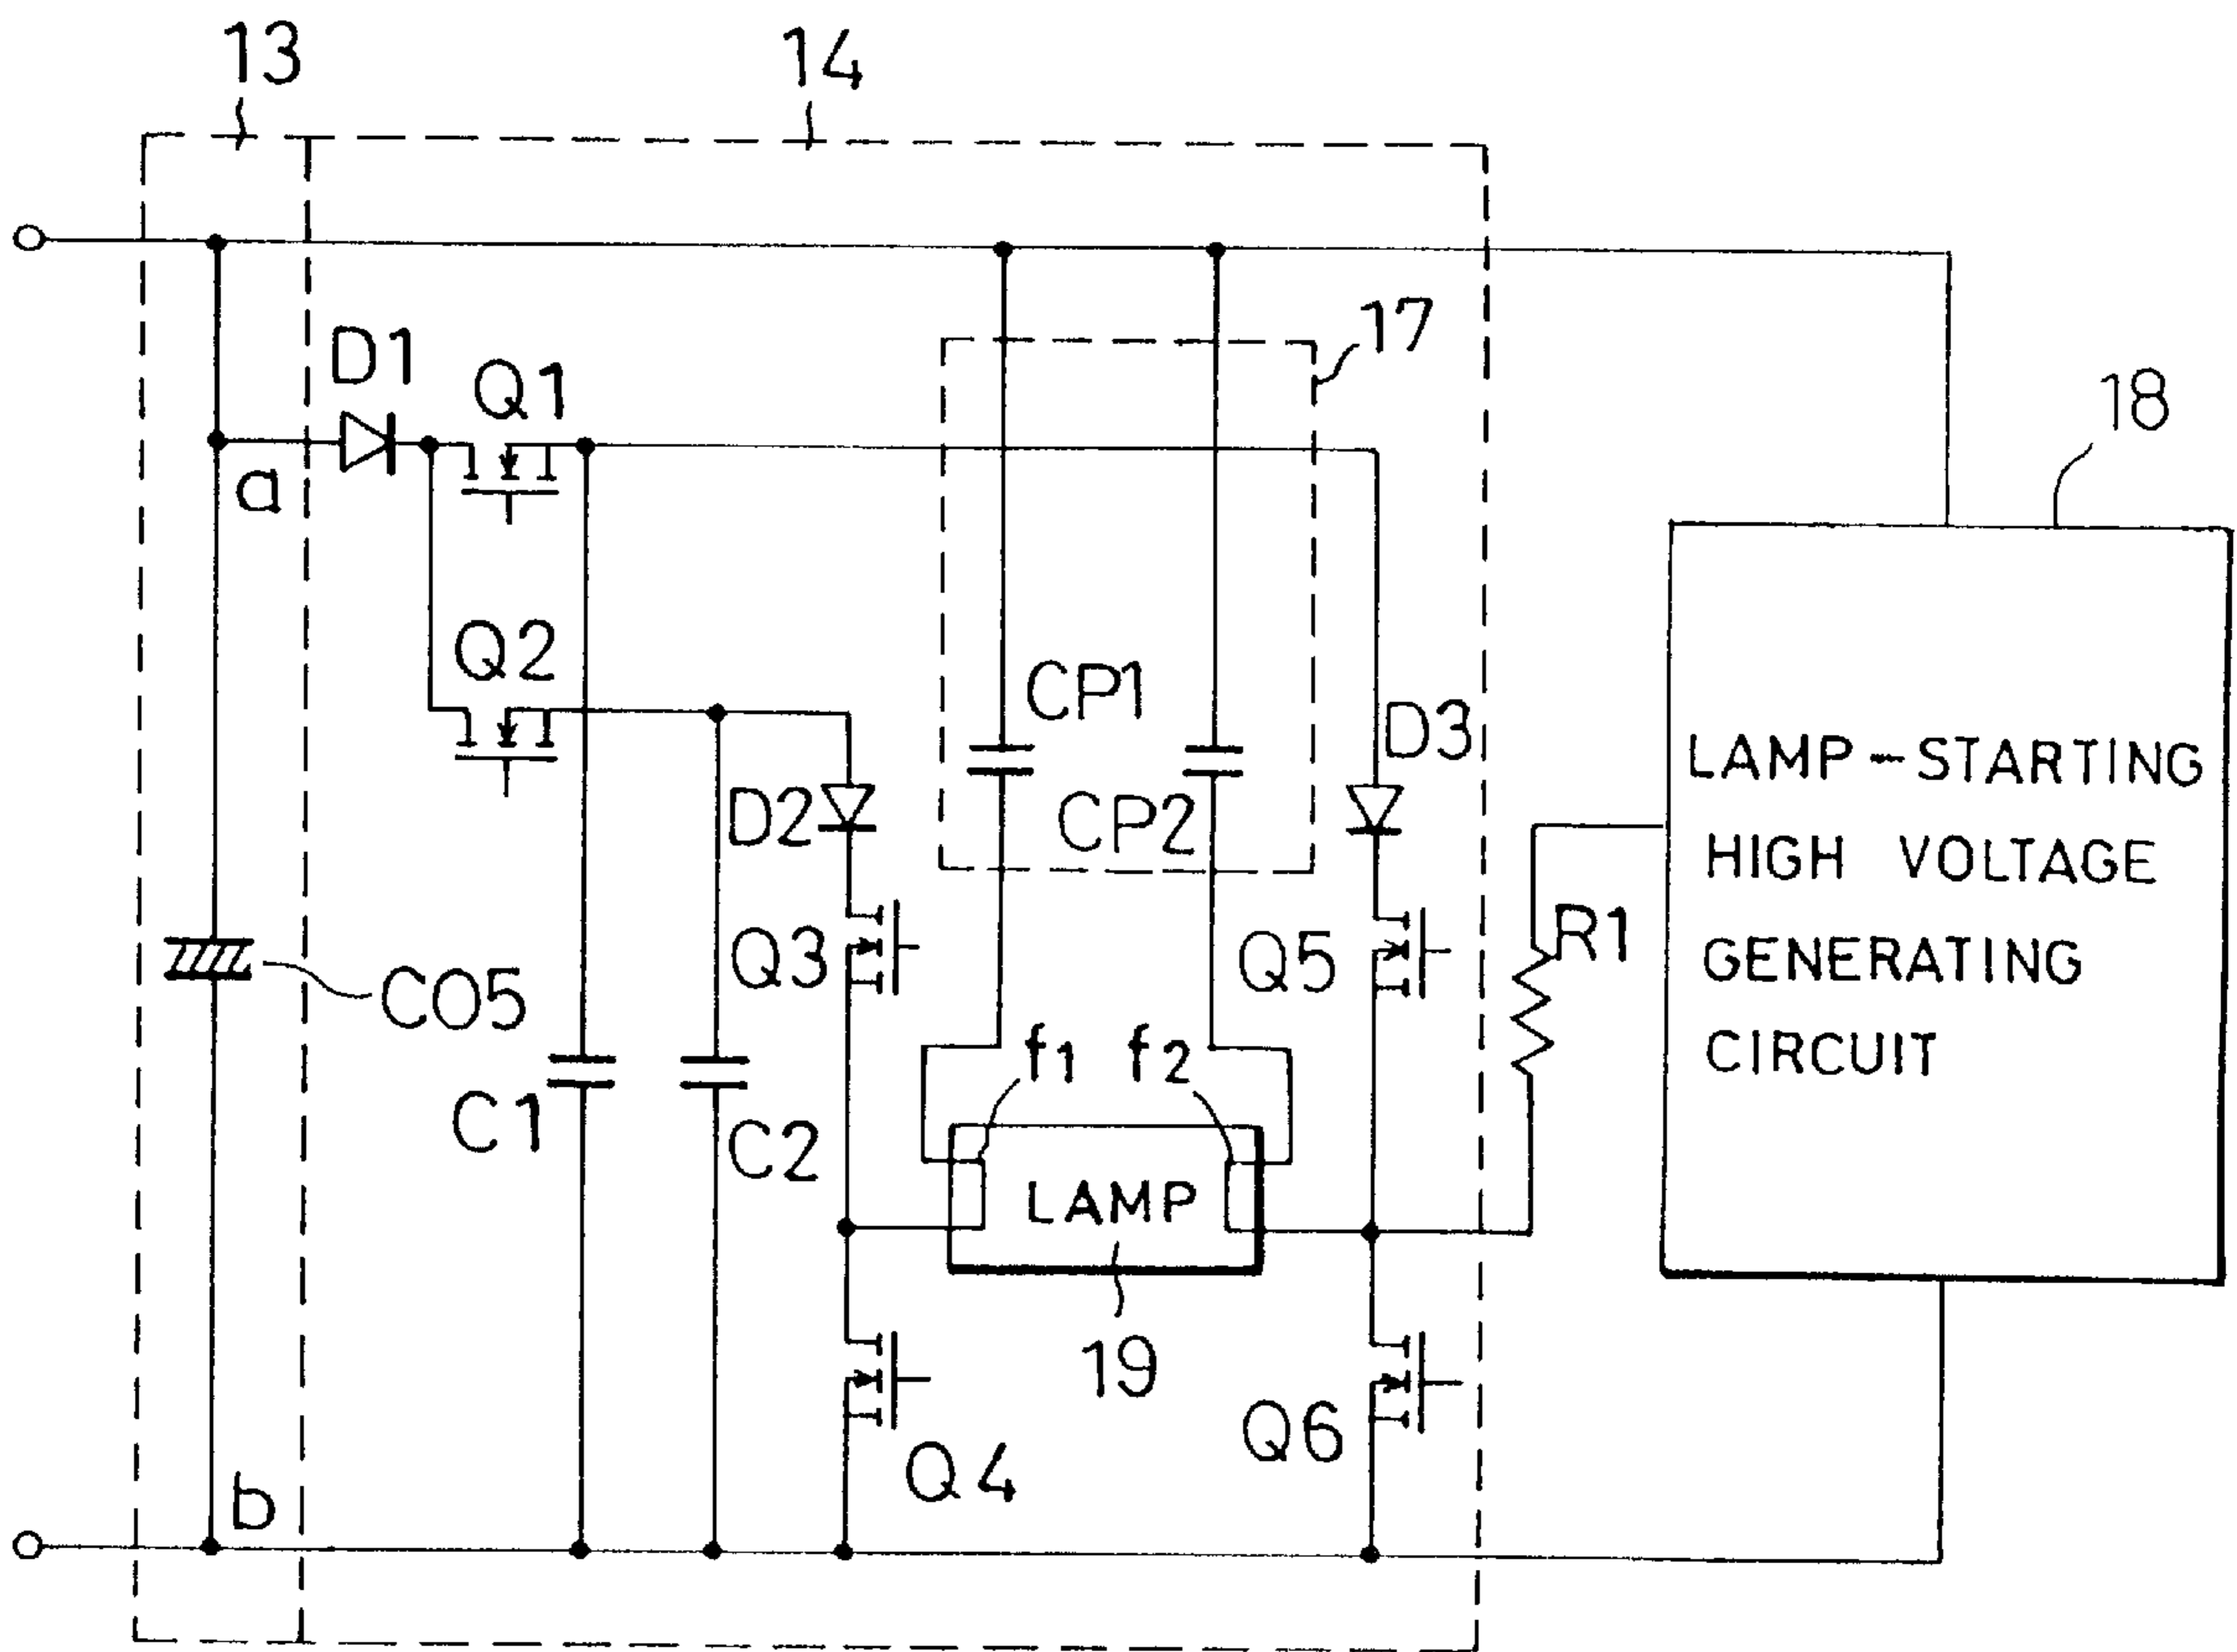 13
14
17
D1
Q1
18
a
Q2
CP1
D3
LAMP-STARTING
HIGH VOLTAGE
GENERATING
CIRCUIT
D2
CP2
Q3
Q5
R1
C05
f1 f2
C1
C2
LAMP
19
Q4
Q6
b